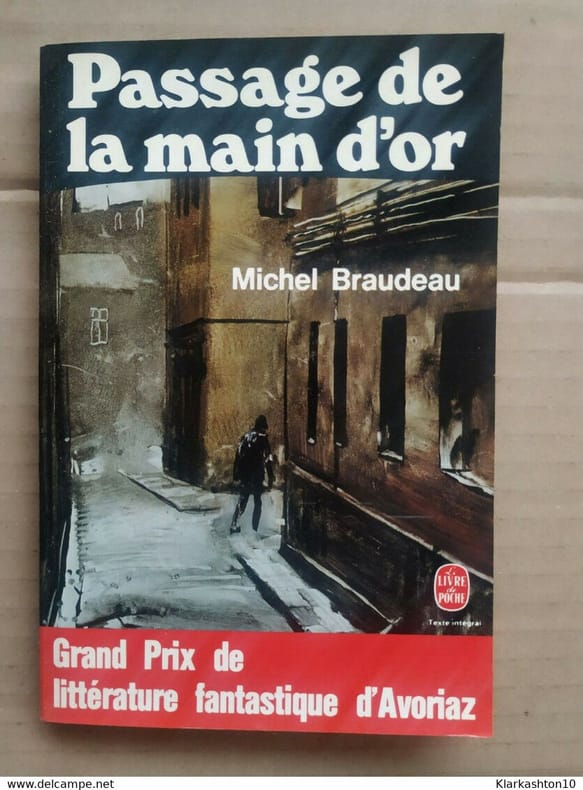 Passage de
la main d'or
Michel Braudeau
Le
LIVRE
de
POCHE
Texte intégral
Grand Prix de
littérature fantastique d'Avoriaz
www.delcampe.net
Klarkashton10